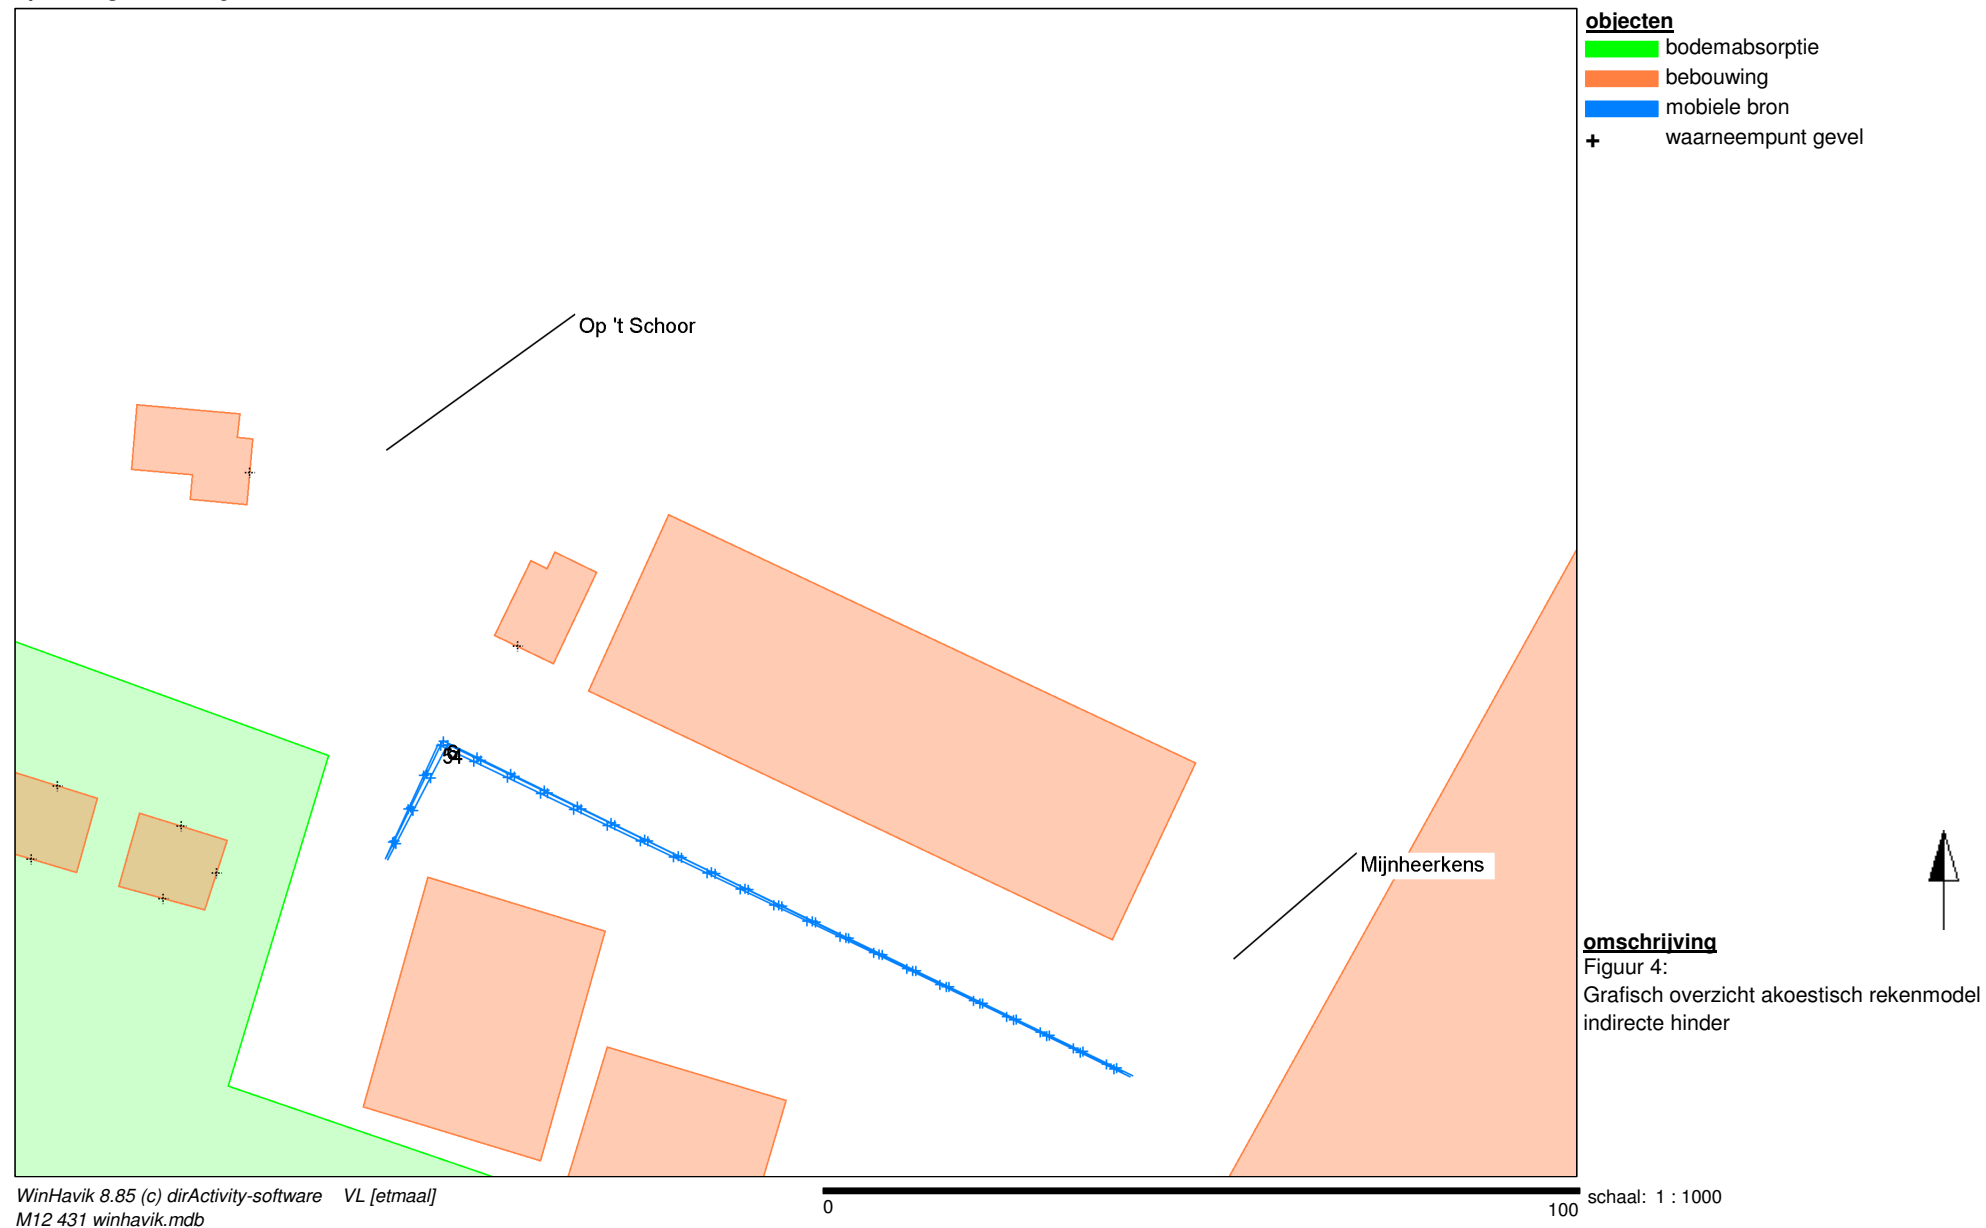 objecten
bodemabsorptie
bebouwing
mobiele bron
+ waarneempunt gevel
Op 't Schoor
Mijnheerkens
omschrijving
Figuur 4:
Grafisch overzicht akoestisch rekenmodel
indirecte hinder
WinHavik 8.85 (c) dirActivity-software VL [etmaal]
M12 431 winhavik.mdb
0
100
schaal: 1 : 1000